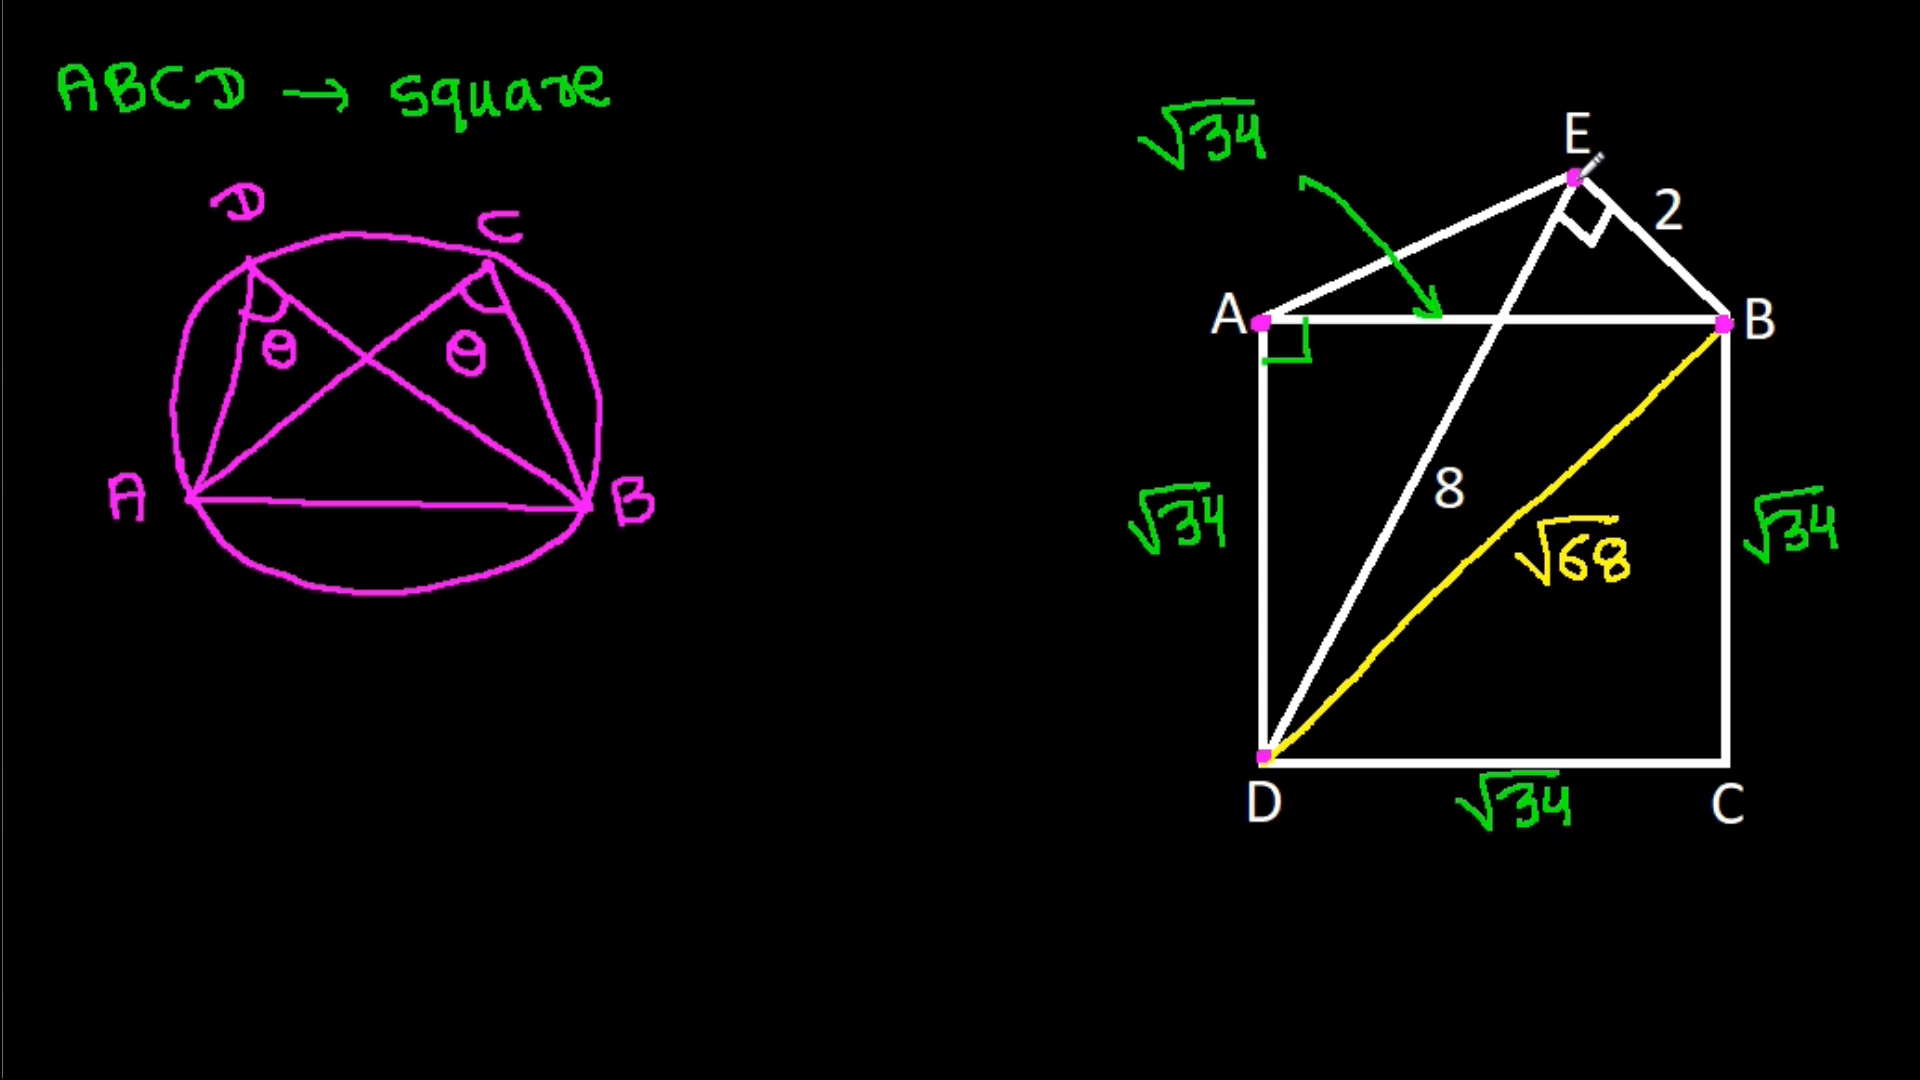 ABCD → square
D
C
θ θ
A B
√34
E
2
A B
8
√34
√68
√34
D C
√34